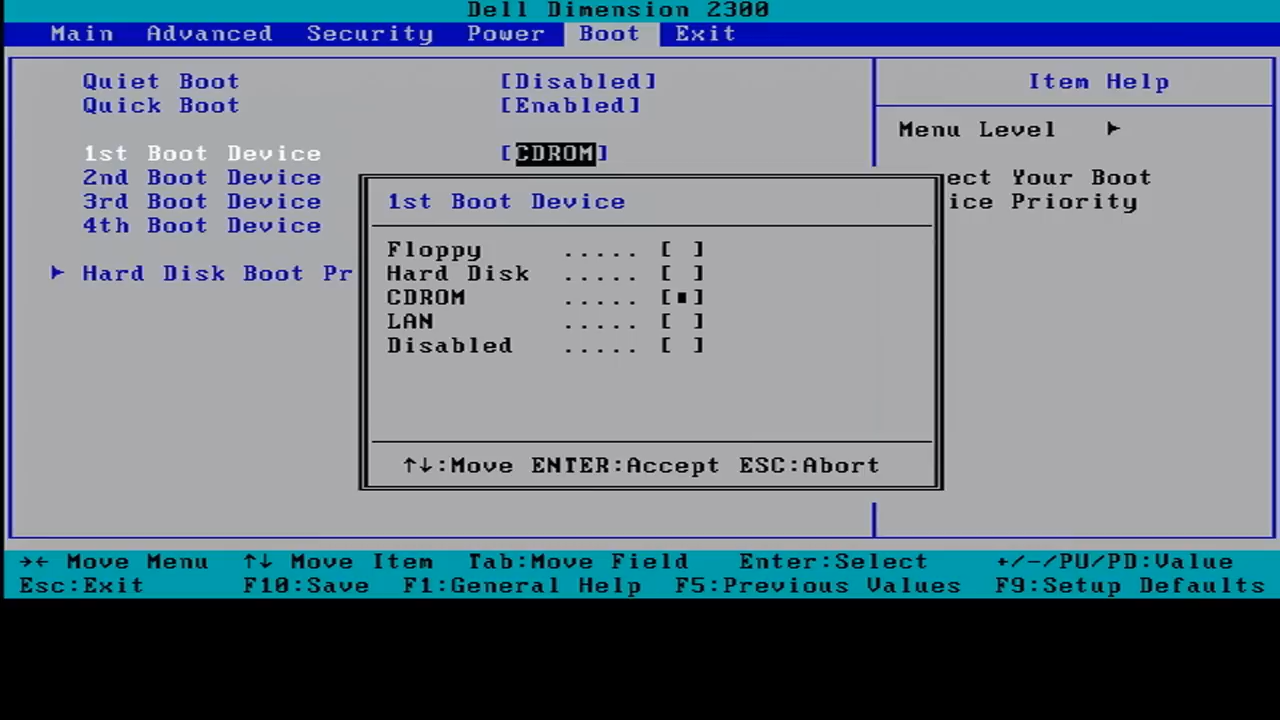 Dell Dimension 2300
Main Advanced Security Power Boot Exit
Quiet Boot [Disabled]
Quick Boot [Enabled]
1st Boot Device [CDROM]
2nd Boot Device
3rd Boot Device
4th Boot Device
▶ Hard Disk Boot Pr
1st Boot Device
Floppy ..... [ ]
Hard Disk ..... [ ]
CDROM ..... [▪]
LAN ..... [ ]
Disabled ..... [ ]
↑↓:Move ENTER:Accept ESC:Abort
Item Help
Menu Level ▶
ect Your Boot
ice Priority
→← Move Menu ↑↓ Move Item Tab:Move Field Enter:Select +/-/PU/PD:Value
Esc:Exit F10:Save F1:General Help F5:Previous Values F9:Setup Defaults